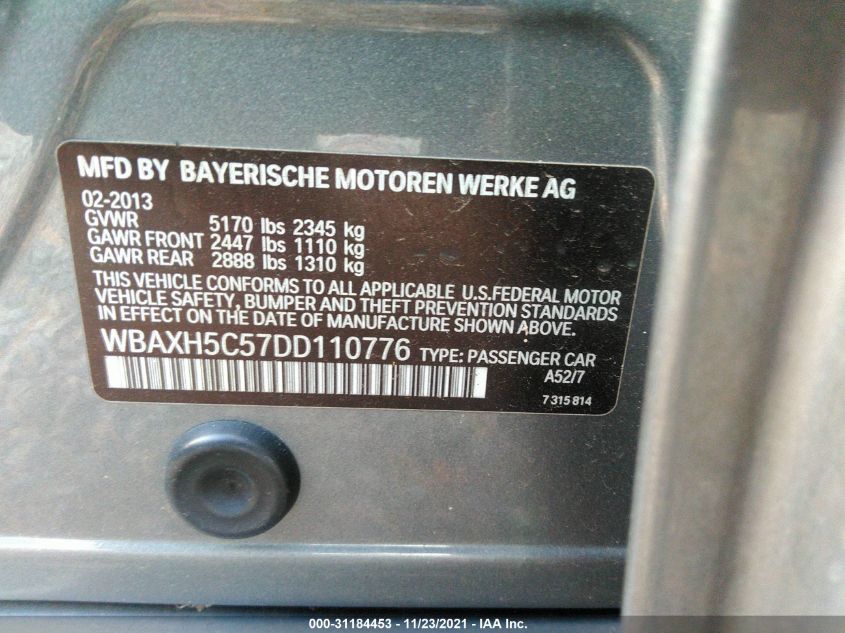 MFD BY BAYERISCHE MOTOREN WERKE AG
02-2013
GVWR 5170 lbs 2345 kg
GAWR FRONT 2447 lbs 1110 kg
GAWR REAR 2888 lbs 1310 kg
THIS VEHICLE CONFORMS TO ALL APPLICABLE U.S.FEDERAL MOTOR
VEHICLE SAFETY, BUMPER AND THEFT PREVENTION STANDARDS
IN EFFECT ON THE DATE OF MANUFACTURE SHOWN ABOVE.
WBAXH5C57DD110776 TYPE: PASSENGER CAR
A52/7
7 315 814
000-31184453 - 11/23/2021 - IAA Inc.